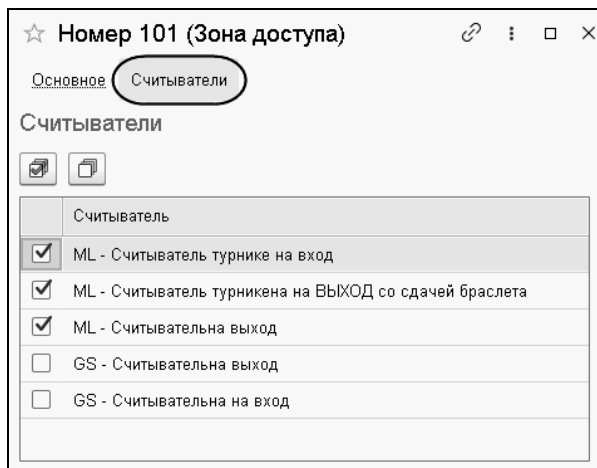 Номер 101 (Зона доступа)
Основное Считыватели
Считыватели
Считыватель
ML - Считыватель турнике на вход
ML - Считыватель турникена на ВЫХОД со сдачей браслета
ML - Считывательна выход
GS - Считывательна выход
GS - Считывательна на вход